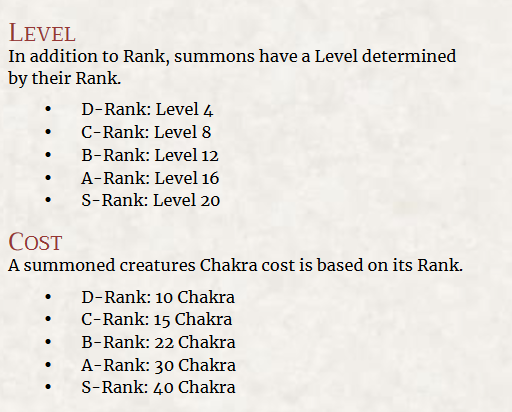 LEVEL
In addition to Rank, summons have a Level determined
by their Rank.
• D-Rank: Level 4
• C-Rank: Level 8
• B-Rank: Level 12
• A-Rank: Level 16
• S-Rank: Level 20
COST
A summoned creatures Chakra cost is based on its Rank.
• D-Rank: 10 Chakra
• C-Rank: 15 Chakra
• B-Rank: 22 Chakra
• A-Rank: 30 Chakra
• S-Rank: 40 Chakra